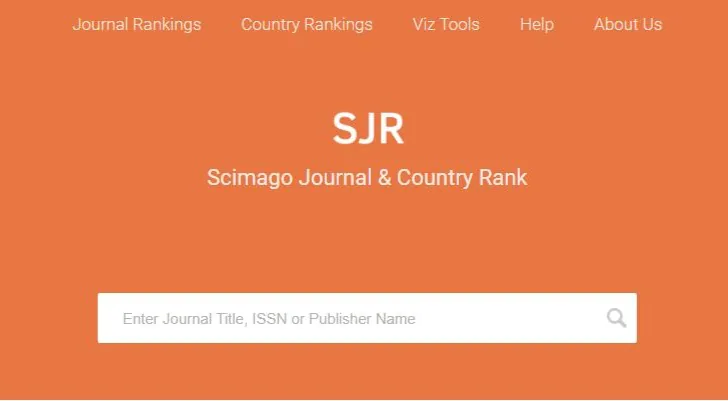 Journal Rankings Country Rankings Viz Tools Help About Us
SJR
Scimago Journal & Country Rank
Enter Journal Title, ISSN or Publisher Name